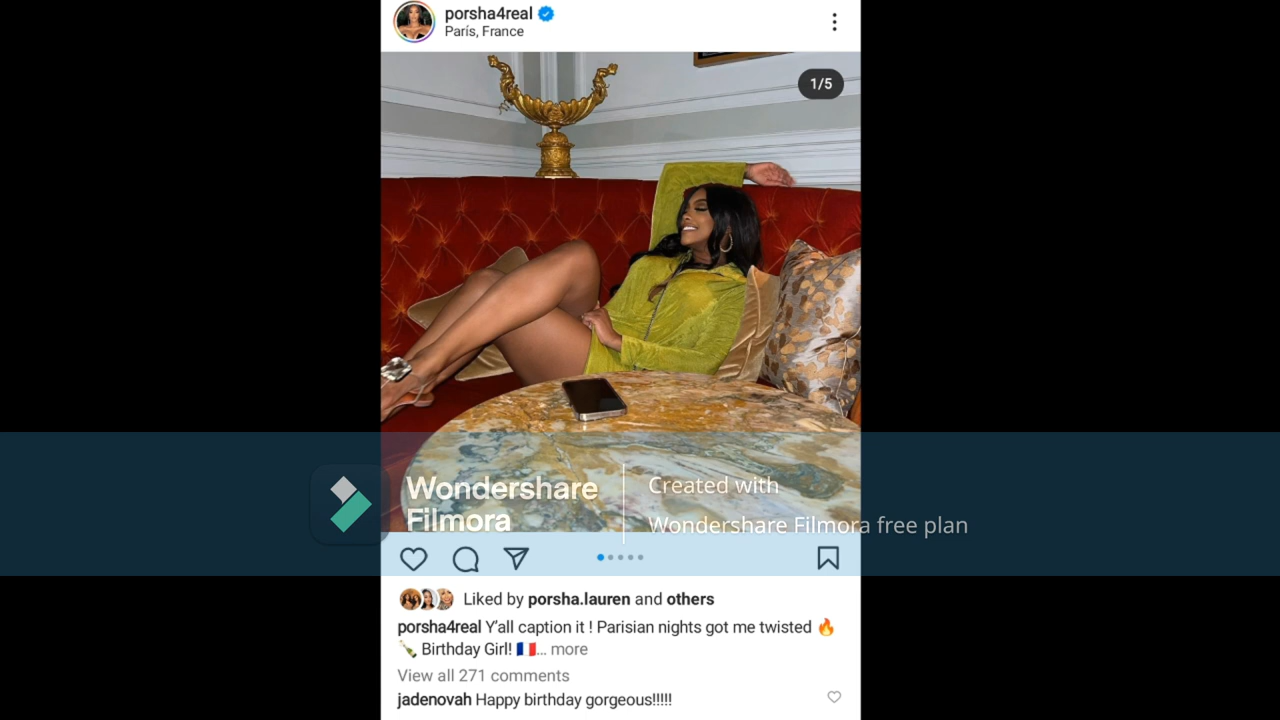 porsha4real
París, France
1/5
Wondershare
Filmora
Created with
Wondershare Filmora free plan
Liked by porsha.lauren and others
porsha4real Y'all caption it ! Parisian nights got me twisted 🔥
🍾 Birthday Girl! 🇫🇷... more
View all 271 comments
jadenovah Happy birthday gorgeous!!!!!